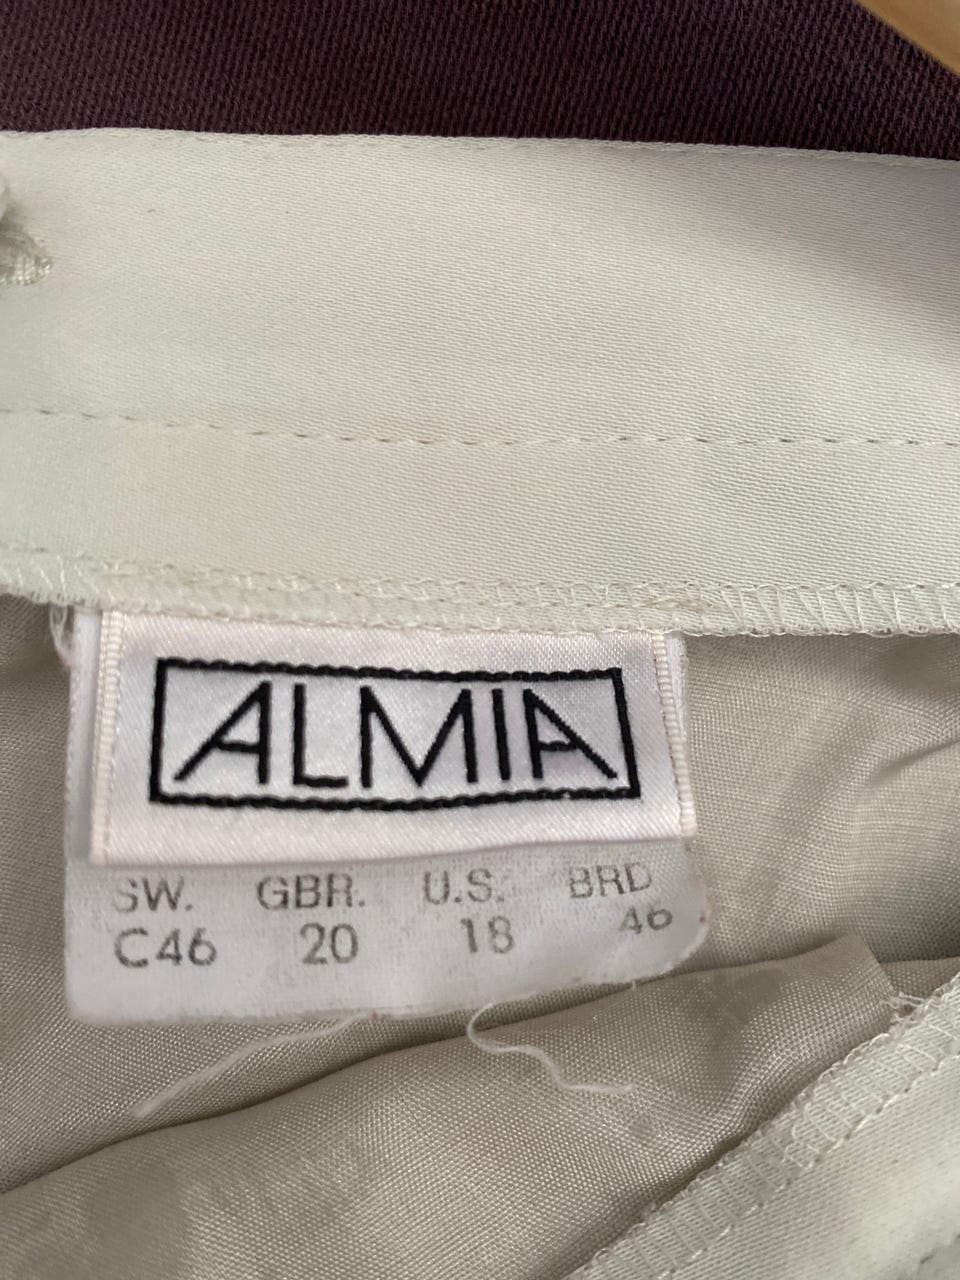 ALMIA
SW. GBR. U.S. BRD
C46 20 18 46